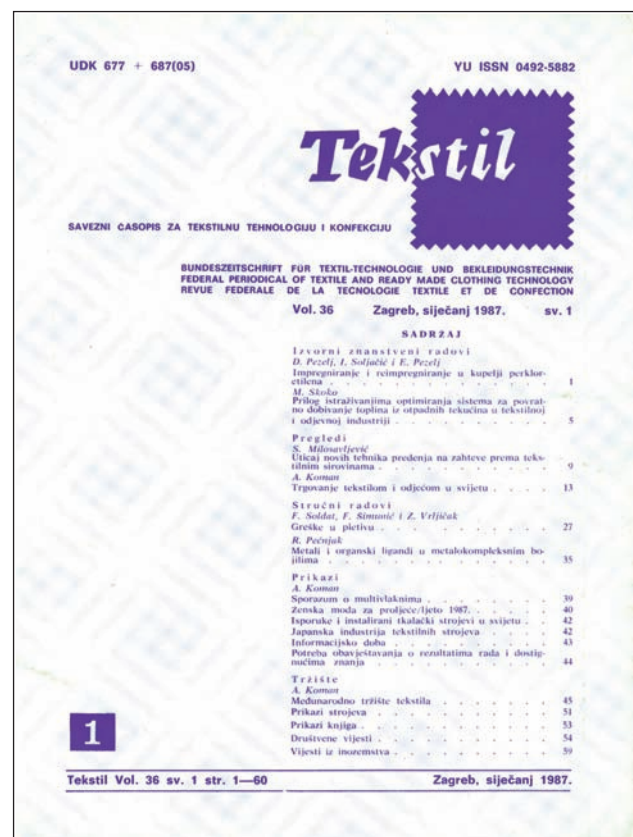 UDK 677 + 687(05)
YU ISSN 0492-5882
Tekstil
SAVEZNI ČASOPIS ZA TEKSTILNU TEHNOLOGIJU I KONFEKCIJU
BUNDESZEITSCHRIFT FÜR TEXTIL-TECHNOLOGIE UND BEKLEIDUNGSTECHNIK
FEDERAL PERIODICAL OF TEXTILE AND READY MADE CLOTHING TECHNOLOGY
REVUE FEDERALE DE LA TECNOLOGIE TEXTILE ET DE CONFECTION
Vol. 36 Zagreb, siječanj 1987. sv. 1
SADRŽAJ
Izvorni znanstveni radovi
D. Pezelj, I. Soljačić i E. Pezelj
Impregniranje i reimpregniranje u kupelji perklor-
etilena . . . . . . . . . . . . 1
M. Skoko
Prilog istraživanjima optimiranja sistema za povrat-
no dobivanje toplina iz otpadnih tekućina u tekstilnoj
i odjevnoj industriji . . . . . . . . . 5
Pregledi
S. Milosavljević
Uticaj novih tehnika predenja na zahteve prema teks-
tilnim sirovinama . . . . . . . . . 9
A. Koman
Trgovanje tekstilom i odjećom u svijetu . . . . 13
Stručni radovi
F. Soldat, F. Simunić i Z. Vrljičak
Greške u pletivu . . . . . . . . . 27
R. Pečnjak
Metali i organski ligandi u metalokompleksnim bo-
jilima . . . . . . . . . . . . 35
Prikazi
A. Koman
Sporazum o multivlaknima . . . . . . . 39
Ženska moda za proljeće/ljeto 1987. . . . . . 40
Isporuke i instalirani tkalački strojevi u svijetu . . 42
Japanska industrija tekstilnih strojeva . . . . 42
Informacijsko doba . . . . . . . . 43
Potreba obavještavanja o rezultatima rada i dostig-
nućima znanja . . . . . . . . . 44
Tržište
A. Koman
Međunarodno tržište tekstila . . . . . . 45
Prikazi strojeva . . . . . . . . . 51
Prikazi knjiga . . . . . . . . . 53
Društvene vijesti . . . . . . . . . 54
Vijesti iz inozemstva . . . . . . . . 59
1
Tekstil Vol. 36 sv. 1 str. 1—60
Zagreb, siječanj 1987.